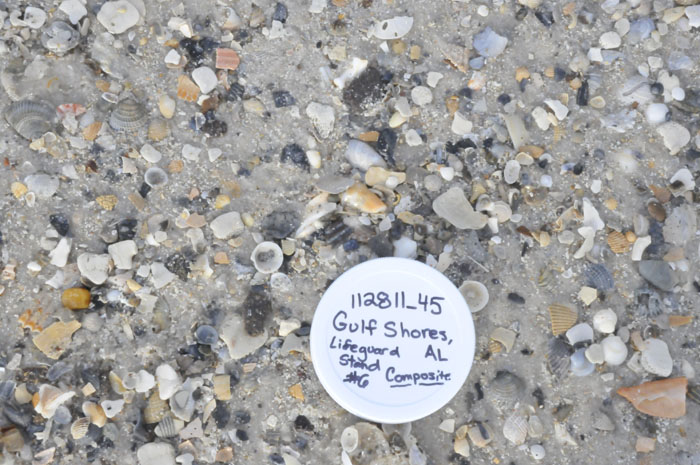 112811_45
Gulf Shores,
Lifeguard AL
Stand
#6 Composite